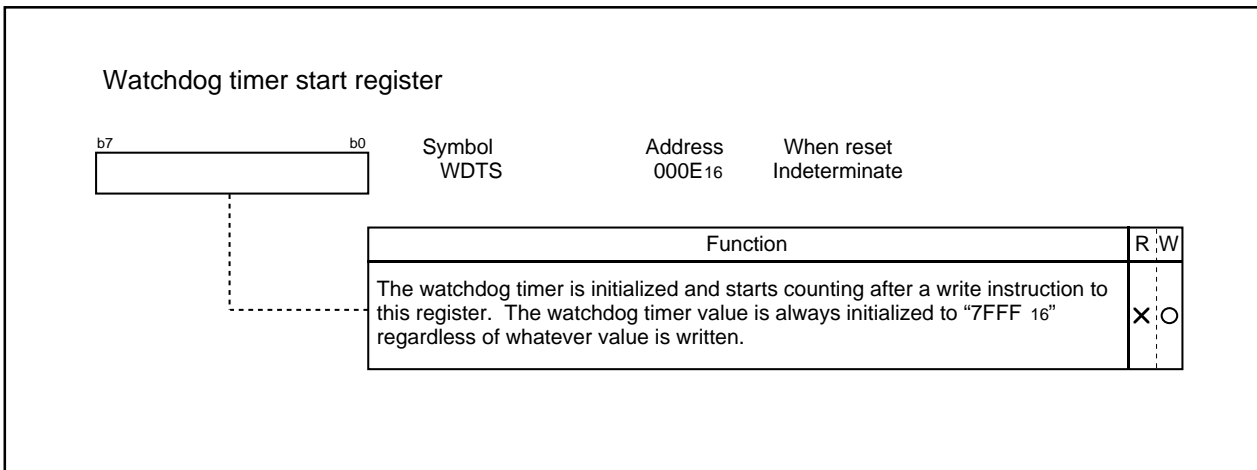 Watchdog timer start register
b7 b0 Symbol Address When reset
WDTS 000E16 Indeterminate
Function R W
The watchdog timer is initialized and starts counting after a write instruction to
this register. The watchdog timer value is always initialized to “7FFF 16”
regardless of whatever value is written.